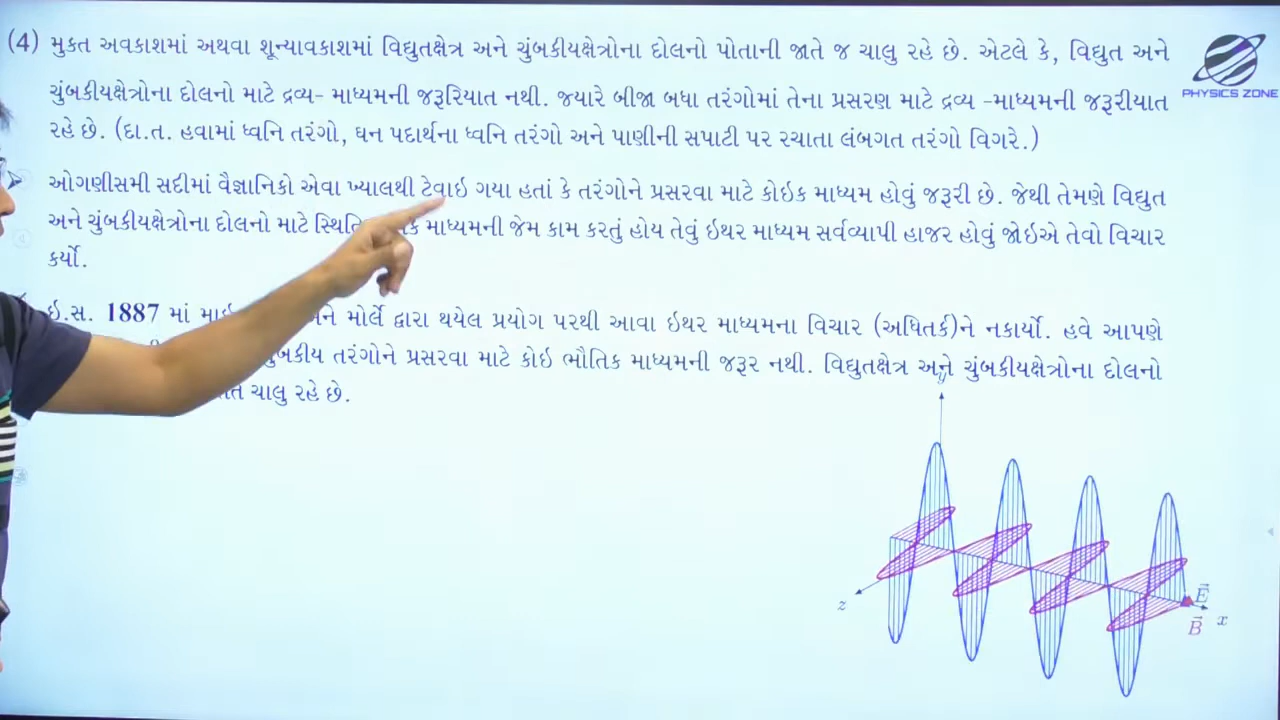 (4) મુક્ત અવકાશમાં અથવા શૂન્યાવકાશમાં વિદ્યુતક્ષેત્ર અને ચુંબકીયક્ષેત્રોના દોલનો પોતાની જાતે જ ચાલુ રહે છે. એટલે કે, વિદ્યુત અને
ચુંબકીયક્ષેત્રોના દોલનો માટે દ્રવ્ય- માધ્યમની જરૂરિયાત નથી. જ્યારે બીજા બધા તરંગોમાં તેના પ્રસરણ માટે દ્રવ્ય -માધ્યમની જરૂરીયાત
રહે છે. (દા.ત. હવામાં ધ્વનિ તરંગો, ઘન પદાર્થના ધ્વનિ તરંગો અને પાણીની સપાટી પર રચાતા લંબગત તરંગો વિગરે.)
PHYSICS ZONE
ઓગણીસમી સદીમાં વૈજ્ઞાનિકો એવા ખ્યાલથી ટેવાઇ ગયા હતાં કે તરંગોને પ્રસરવા માટે કોઇક માધ્યમ હોવું જરૂરી છે. જેથી તેમણે વિદ્યુત
અને ચુંબકીયક્ષેત્રોના દોલનો માટે માધ્યમની જેમ કામ કરતું હોય તેવું ઇથર માધ્યમ સર્વવ્યાપી હાજર હોવું જોઇએ તેવો વિચાર
કર્યો.
ઇ.સ. 1887 માં અને મોર્લે દ્વારા થયેલ પ્રયોગ પરથી આવા ઇથર માધ્યમના વિચાર (અધિતર્ક)ને નકાર્યો. હવે આપણે
તરંગોને પ્રસરવા માટે કોઇ ભૌતિક માધ્યમની જરૂર નથી. વિદ્યુતક્ષેત્ર અને ચુંબકીયક્ષેત્રોના દોલનો
ચાલુ રહે છે.
y
E
z
x
B